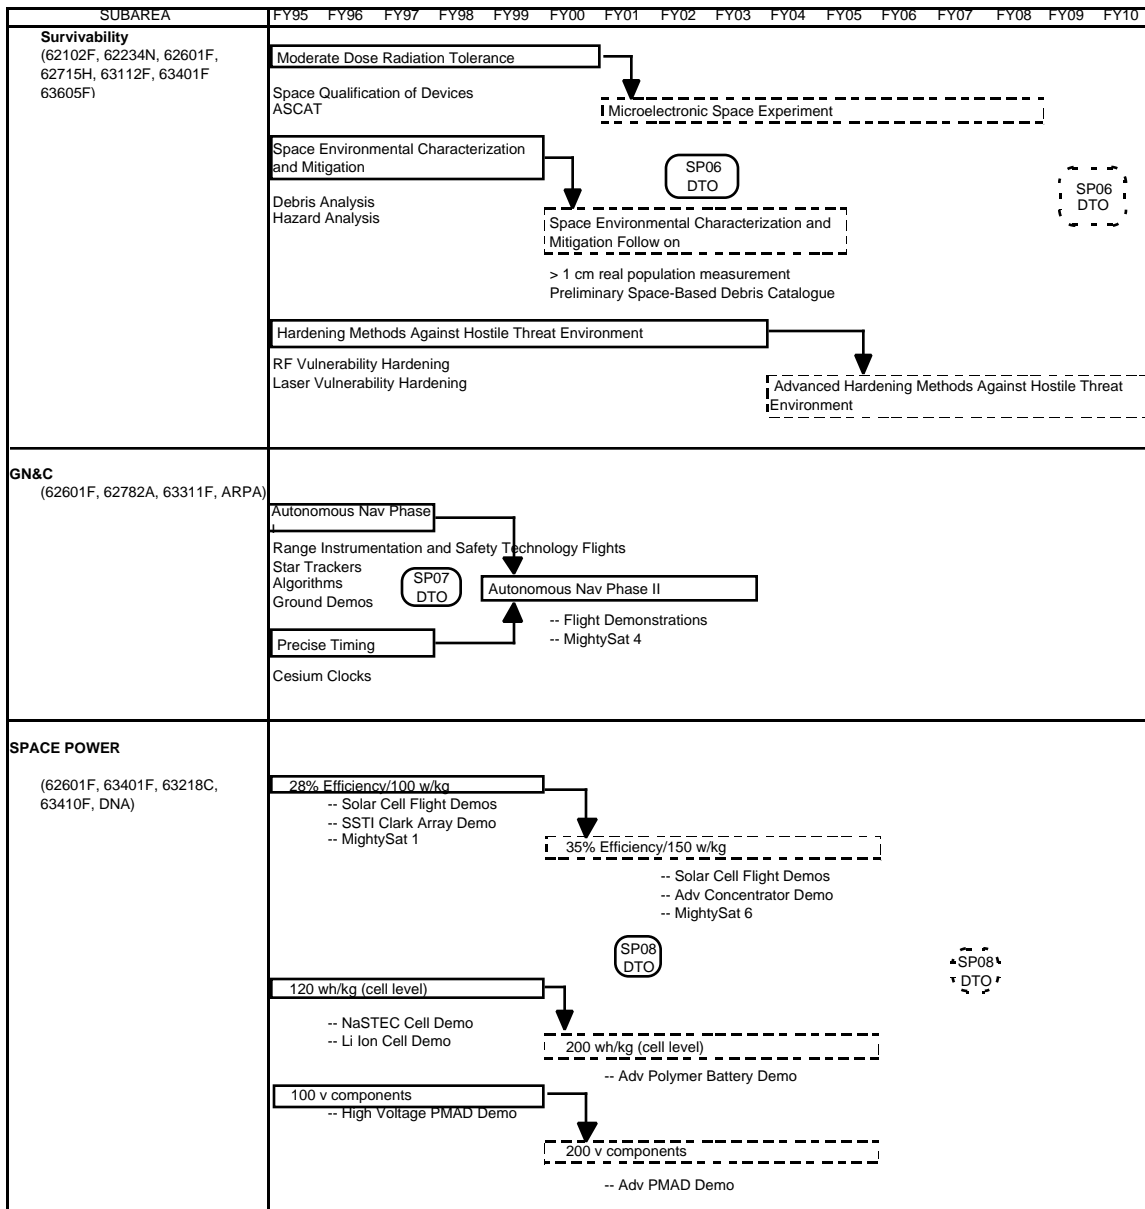 SUBAREA FY95 FY96 FY97 FY98 FY99 FY00 FY01 FY02 FY03 FY04 FY05 FY06 FY07 FY08 FY09 FY10
Survivability
(62102F, 62234N, 62601F,
62715H, 63112F, 63401F
63605F)
Moderate Dose Radiation Tolerance
Space Qualification of Devices
ASCAT
Microelectronic Space Experiment
Space Environmental Characterization
and Mitigation
SP06
DTO
SP06
DTO
Debris Analysis
Hazard Analysis
Space Environmental Characterization and
Mitigation Follow on
> 1 cm real population measurement
Preliminary Space-Based Debris Catalogue
Hardening Methods Against Hostile Threat Environment
RF Vulnerability Hardening
Laser Vulnerability Hardening
Advanced Hardening Methods Against Hostile Threat
Environment
GN&C
(62601F, 62782A, 63311F, ARPA)
Autonomous Nav Phase
I
Range Instrumentation and Safety Technology Flights
Star Trackers
Algorithms
Ground Demos
SP07
DTO
Autonomous Nav Phase II
-- Flight Demonstrations
-- MightySat 4
Precise Timing
Cesium Clocks
SPACE POWER
(62601F, 63401F, 63218C,
63410F, DNA)
28% Efficiency/100 w/kg
-- Solar Cell Flight Demos
-- SSTI Clark Array Demo
-- MightySat 1
35% Efficiency/150 w/kg
-- Solar Cell Flight Demos
-- Adv Concentrator Demo
-- MightySat 6
SP08
DTO
SP08
DTO
120 wh/kg (cell level)
-- NaSTEC Cell Demo
-- Li Ion Cell Demo
200 wh/kg (cell level)
-- Adv Polymer Battery Demo
100 v components
-- High Voltage PMAD Demo
200 v components
-- Adv PMAD Demo